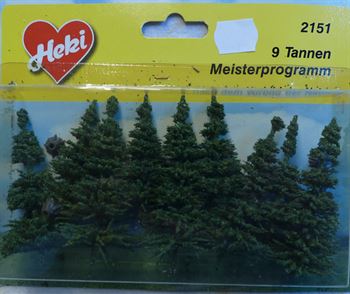 Heki
2151
9 Tannen
Meisterprogramm